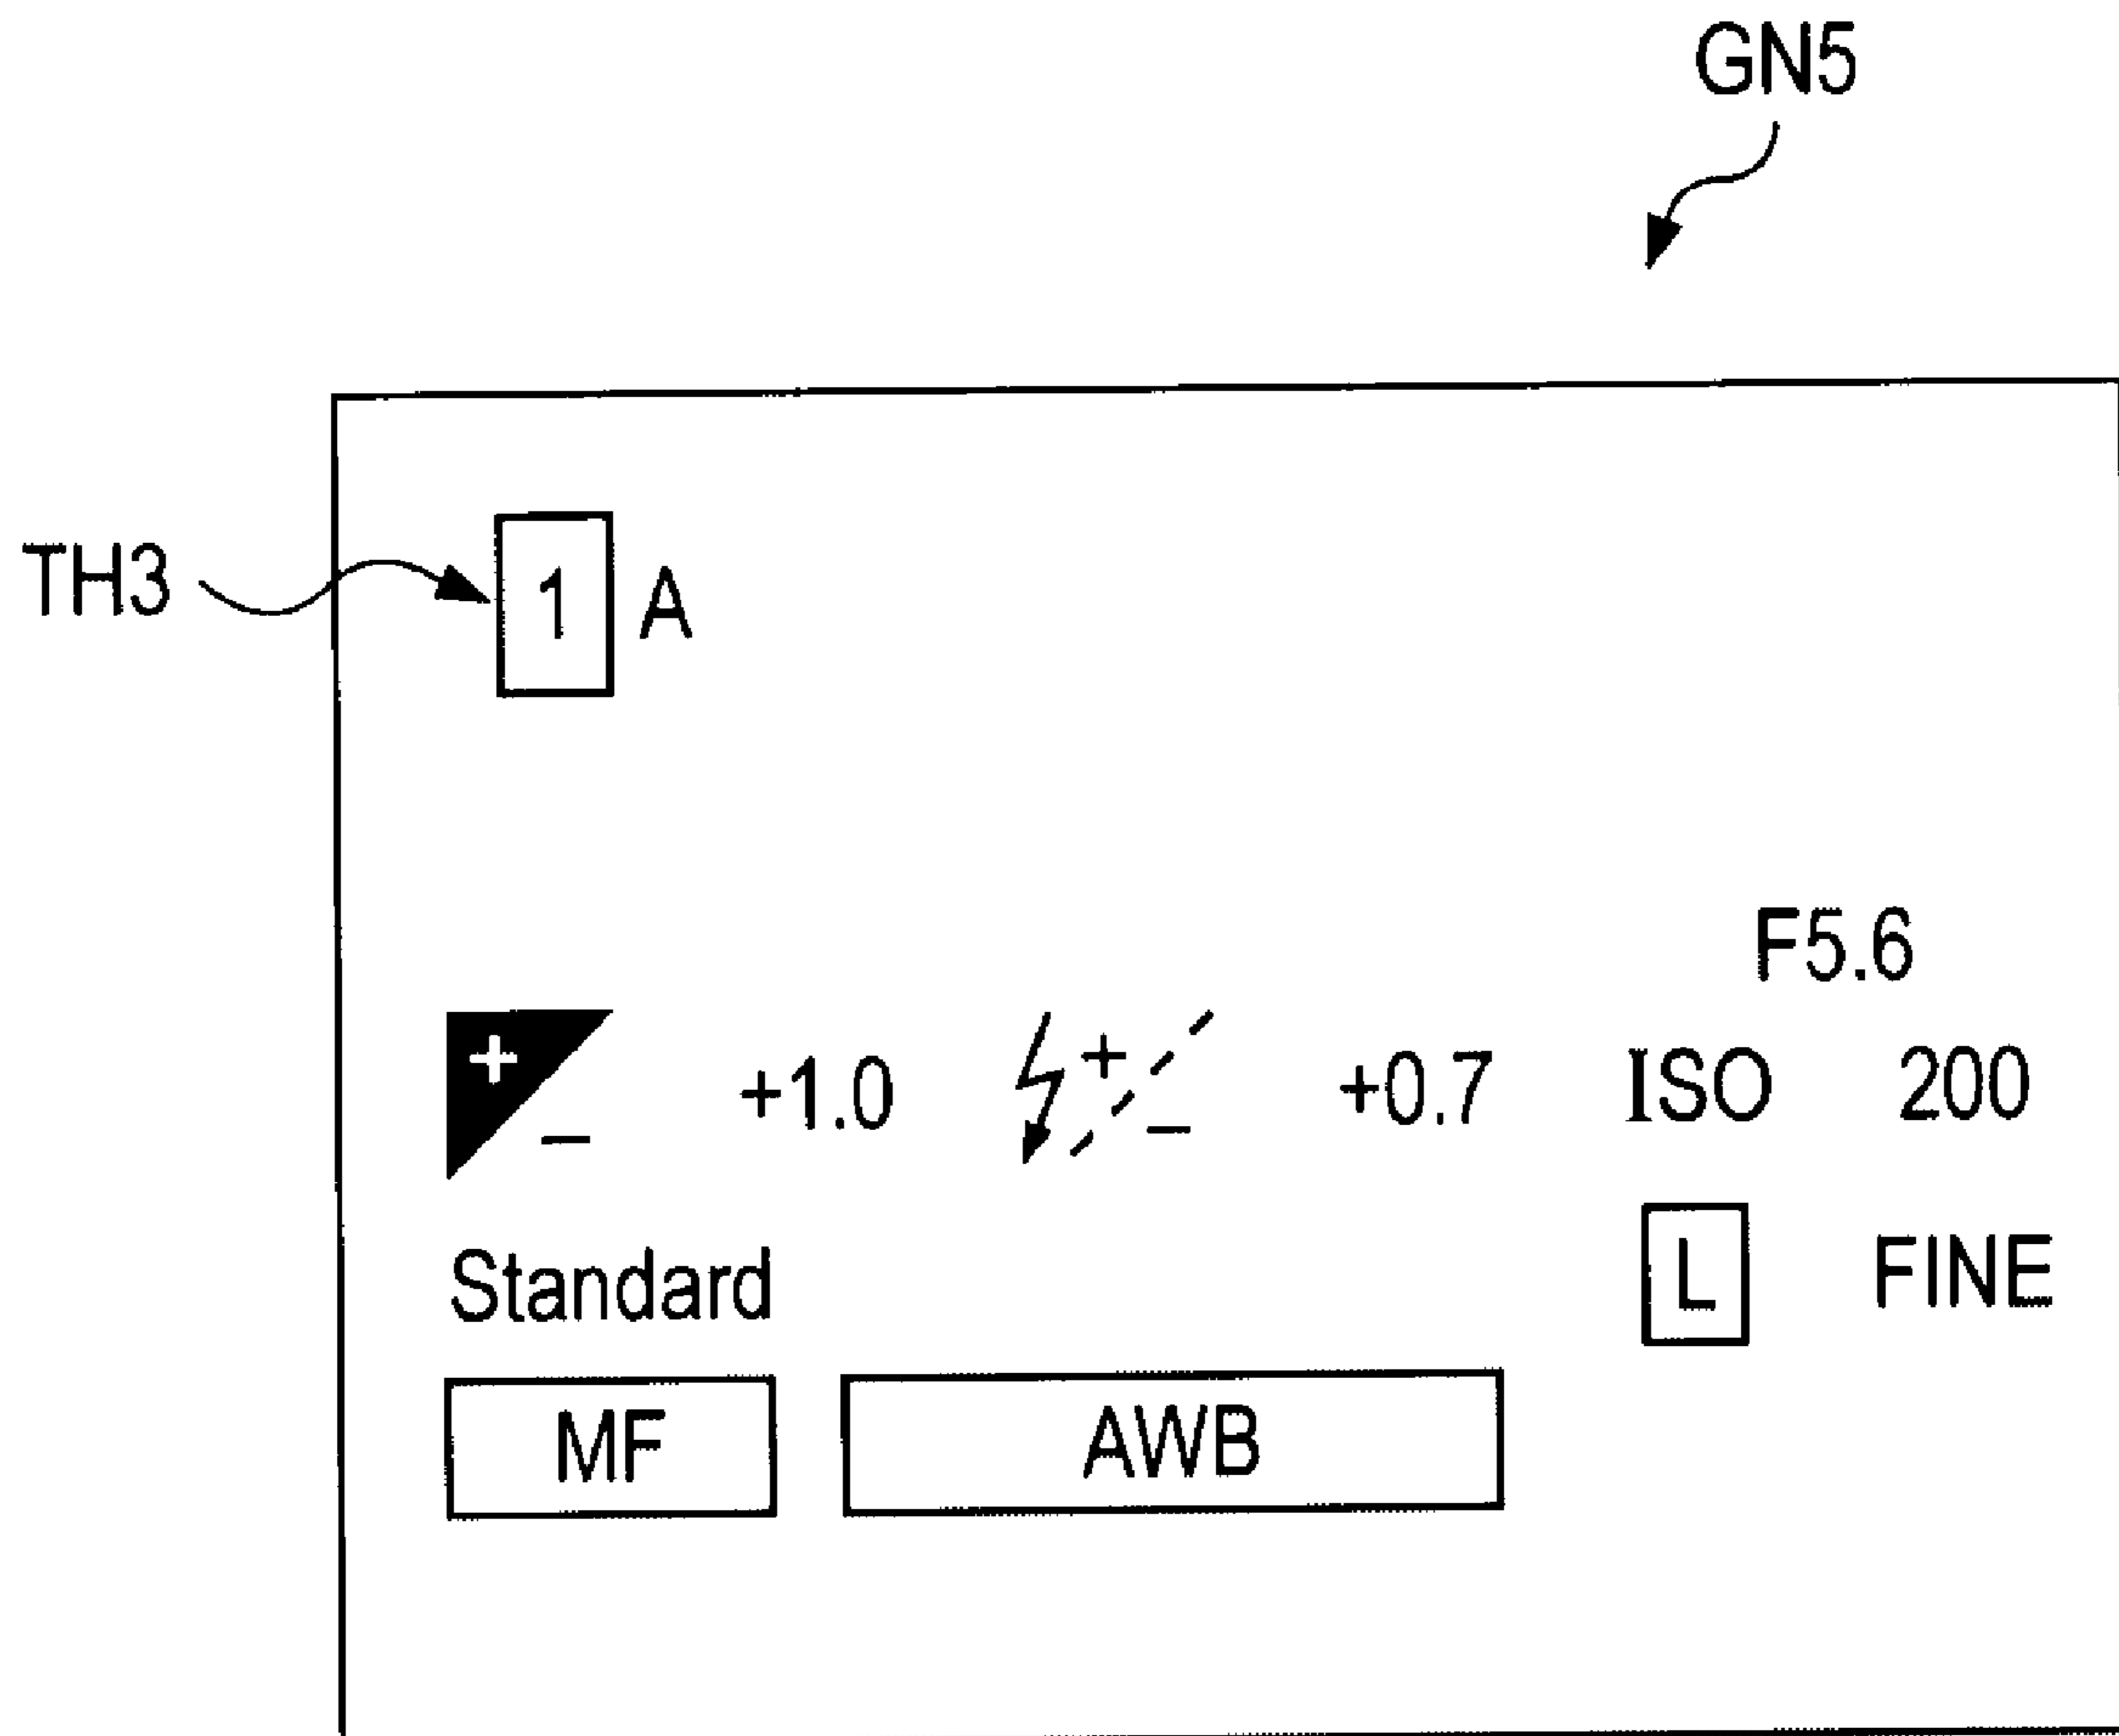 GN5
TH3
1 A
F5.6
+ − +1.0 + − +0.7 ISO 200
Standard L FINE
MF AWB